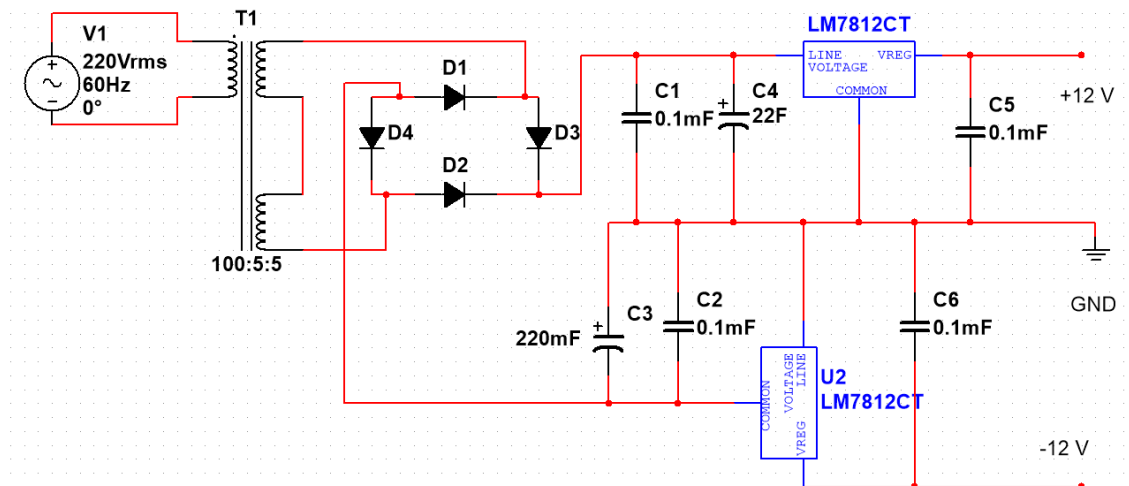 T1
V1
220Vrms
60Hz
0°
100:5:5
D1
D4
D3
D2
C1
0.1mF
C4
22F
+
LM7812CT
LINE VREG
VOLTAGE
COMMON
C5
0.1mF
+12 V
C3
220mF
+
C2
0.1mF
COMMON
VOLTAGE
LINE
VREG
U2
LM7812CT
C6
0.1mF
GND
-12 V